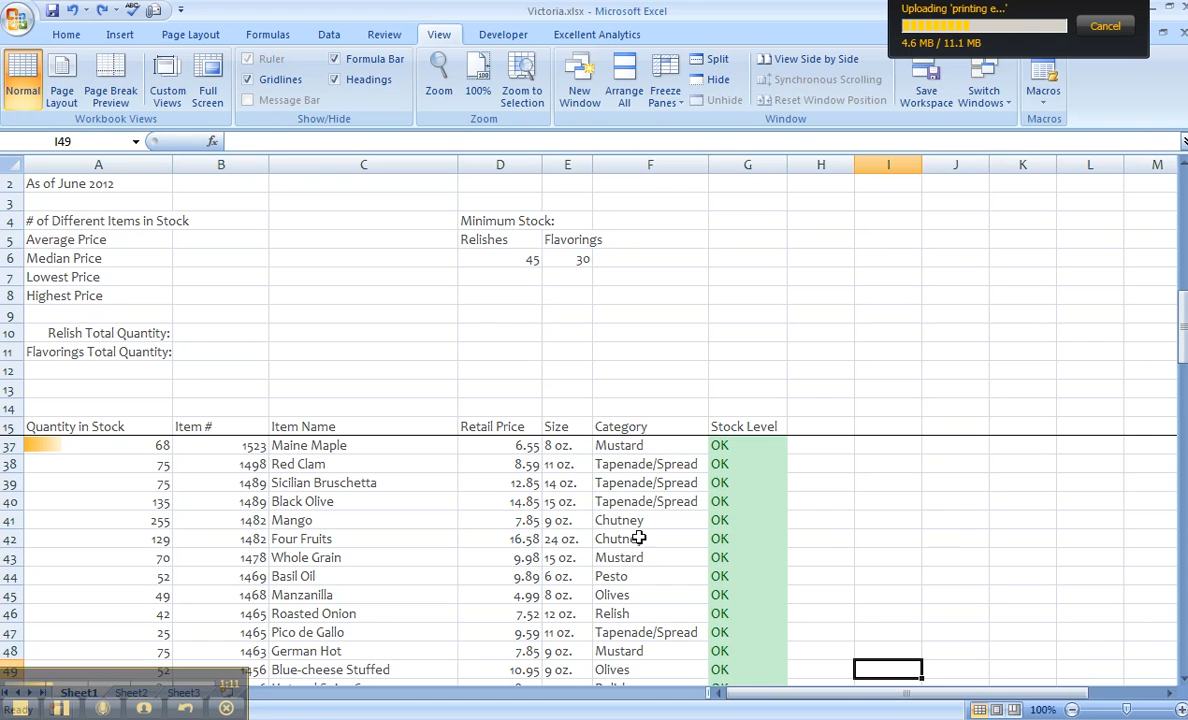 Victoria.xlsx - Microsoft Excel
Uploading 'printing e...'
4.6 MB / 11.1 MB
Cancel
Home Insert Page Layout Formulas Data Review View Developer Excellent Analytics
Normal Page Layout Page Break Preview Custom Views Full Screen
Workbook Views
Ruler Formula Bar
Gridlines Headings
Message Bar
Show/Hide
Zoom 100% Zoom to Selection
Zoom
New Window Arrange All Freeze Panes
Split View Side by Side
Hide Synchronous Scrolling
Unhide Reset Window Position
Window
Save Workspace Switch Windows
Macros
Macros
I49 fx
A B C D E F G H I J K L M
2 As of June 2012
3
4 # of Different Items in Stock Minimum Stock:
5 Average Price Relishes Flavorings
6 Median Price 45 30
7 Lowest Price
8 Highest Price
9
10 Relish Total Quantity:
11 Flavorings Total Quantity:
12
13
14
15 Quantity in Stock Item # Item Name Retail Price Size Category Stock Level
37 68 1523 Maine Maple 6.55 8 oz. Mustard OK
38 75 1498 Red Clam 8.59 11 oz. Tapenade/Spread OK
39 75 1489 Sicilian Bruschetta 12.85 14 oz. Tapenade/Spread OK
40 135 1489 Black Olive 14.85 15 oz. Tapenade/Spread OK
41 255 1482 Mango 7.85 9 oz. Chutney OK
42 129 1482 Four Fruits 16.58 24 oz. Chutney OK
43 70 1478 Whole Grain 9.98 15 oz. Mustard OK
44 52 1469 Basil Oil 9.89 6 oz. Pesto OK
45 49 1468 Manzanilla 4.99 8 oz. Olives OK
46 42 1465 Roasted Onion 7.52 12 oz. Relish OK
47 25 1465 Pico de Gallo 9.59 11 oz. Tapenade/Spread OK
48 75 1463 German Hot 7.85 9 oz. Mustard OK
49 52 1456 Blue-cheese Stuffed 10.95 9 oz. Olives OK
Sheet1 Sheet2 Sheet3 1:11
Ready 100%